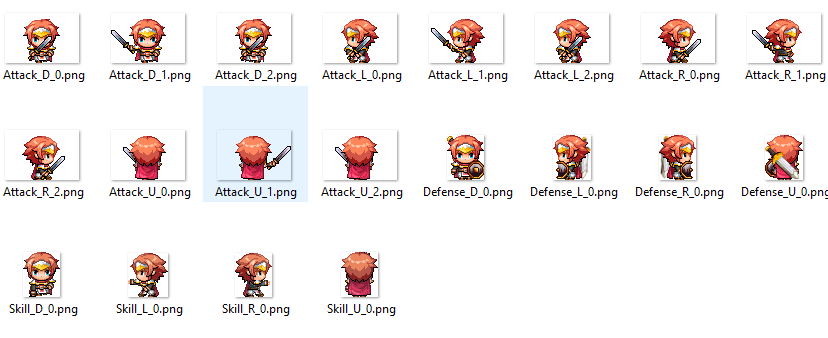 Attack_D_0.png Attack_D_1.png Attack_D_2.png Attack_L_0.png Attack_L_1.png Attack_L_2.png Attack_R_0.png Attack_R_1.png
Attack_R_2.png Attack_U_0.png Attack_U_1.png Attack_U_2.png Defense_D_0.png Defense_L_0.png Defense_R_0.png Defense_U_0.png
Skill_D_0.png Skill_L_0.png Skill_R_0.png Skill_U_0.png